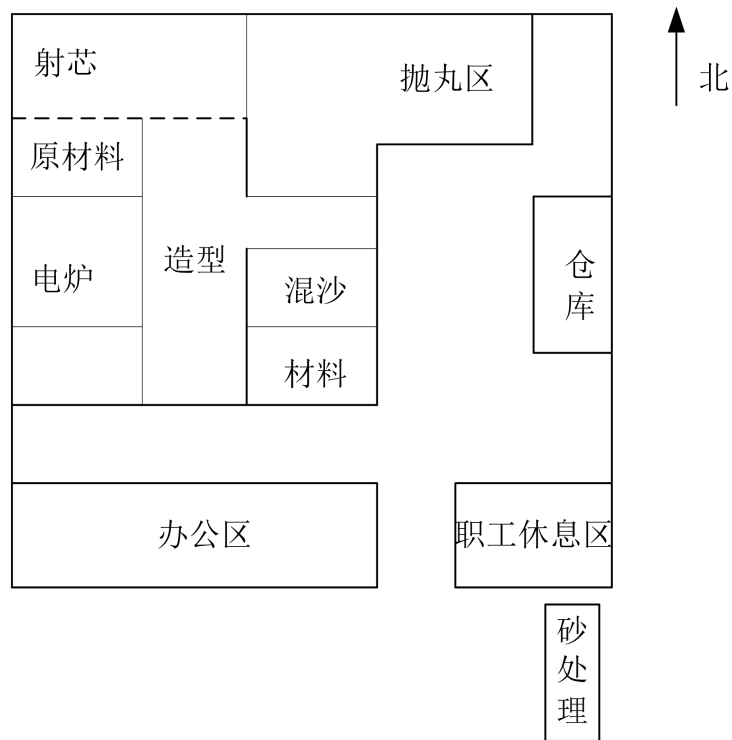 射芯
抛丸区
北
原材料
造型
电炉
仓
库
混沙
材料
办公区
职工休息区
砂
处
理